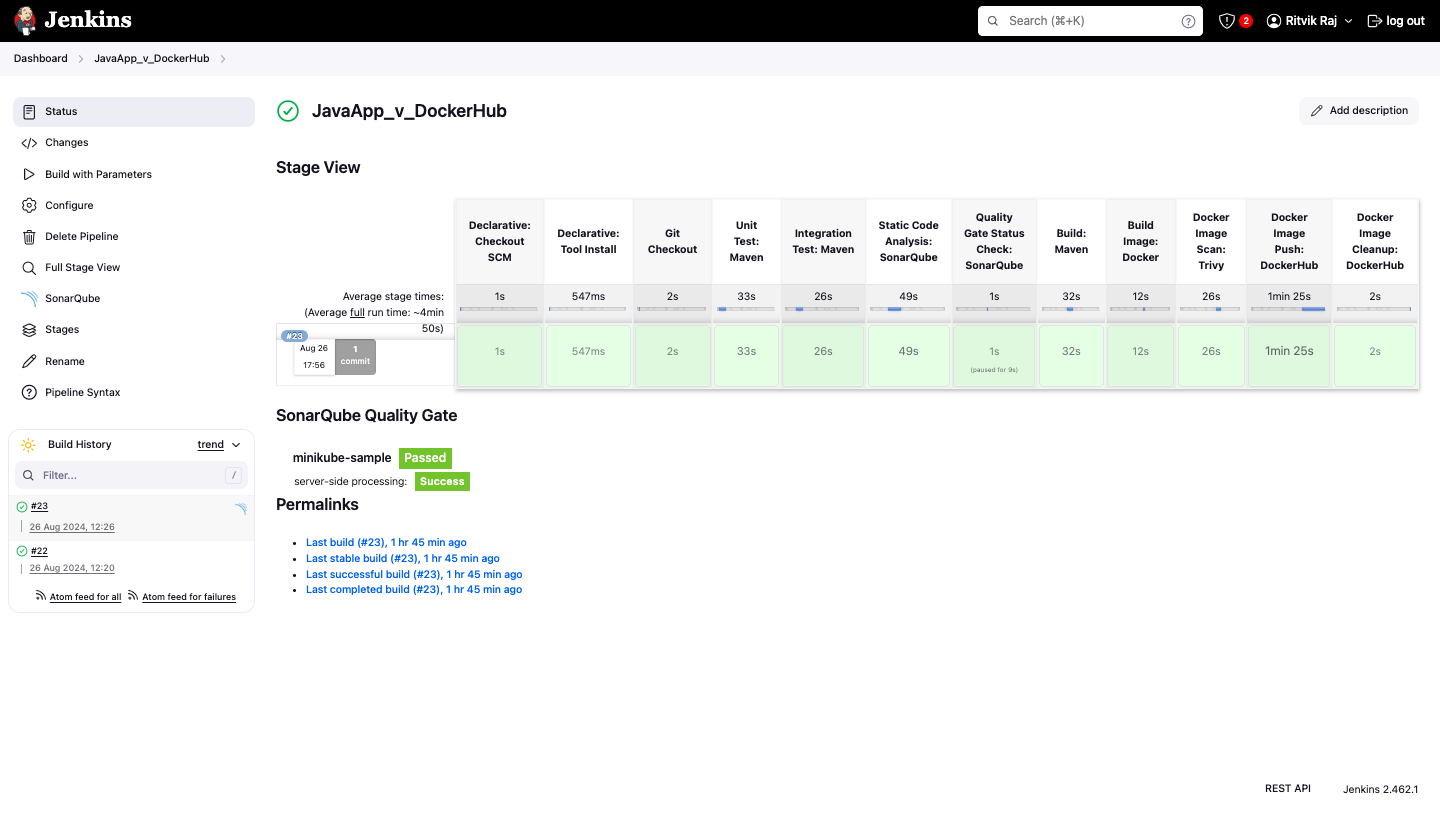 Jenkins
Search (⌘+K)
?
2
Ritvik Raj
log out
Dashboard
JavaApp_v_DockerHub
Status
Changes
Build with Parameters
Configure
Delete Pipeline
Full Stage View
SonarQube
Stages
Rename
Pipeline Syntax
Build History
trend
Filter...
/
#23
26 Aug 2024, 12:26
#22
26 Aug 2024, 12:20
Atom feed for all
Atom feed for failures
JavaApp_v_DockerHub
Add description
Stage View
Declarative:
Checkout
SCM
Declarative:
Tool Install
Git
Checkout
Unit
Test:
Maven
Integration
Test: Maven
Static Code
Analysis:
SonarQube
Quality
Gate Status
Check:
SonarQube
Build:
Maven
Build
Image:
Docker
Docker
Image
Scan:
Trivy
Docker
Image
Push:
DockerHub
Docker
Image
Cleanup:
DockerHub
Average stage times:
(Average full run time: ~4min
50s)
1s
547ms
2s
33s
26s
49s
1s
32s
12s
26s
1min 25s
2s
#23
Aug 26
17:56
1
commit
1s
547ms
2s
33s
26s
49s
1s
(paused for 9s)
32s
12s
26s
1min 25s
2s
SonarQube Quality Gate
minikube-sample Passed
server-side processing: Success
Permalinks
Last build (#23), 1 hr 45 min ago
Last stable build (#23), 1 hr 45 min ago
Last successful build (#23), 1 hr 45 min ago
Last completed build (#23), 1 hr 45 min ago
REST API
Jenkins 2.462.1